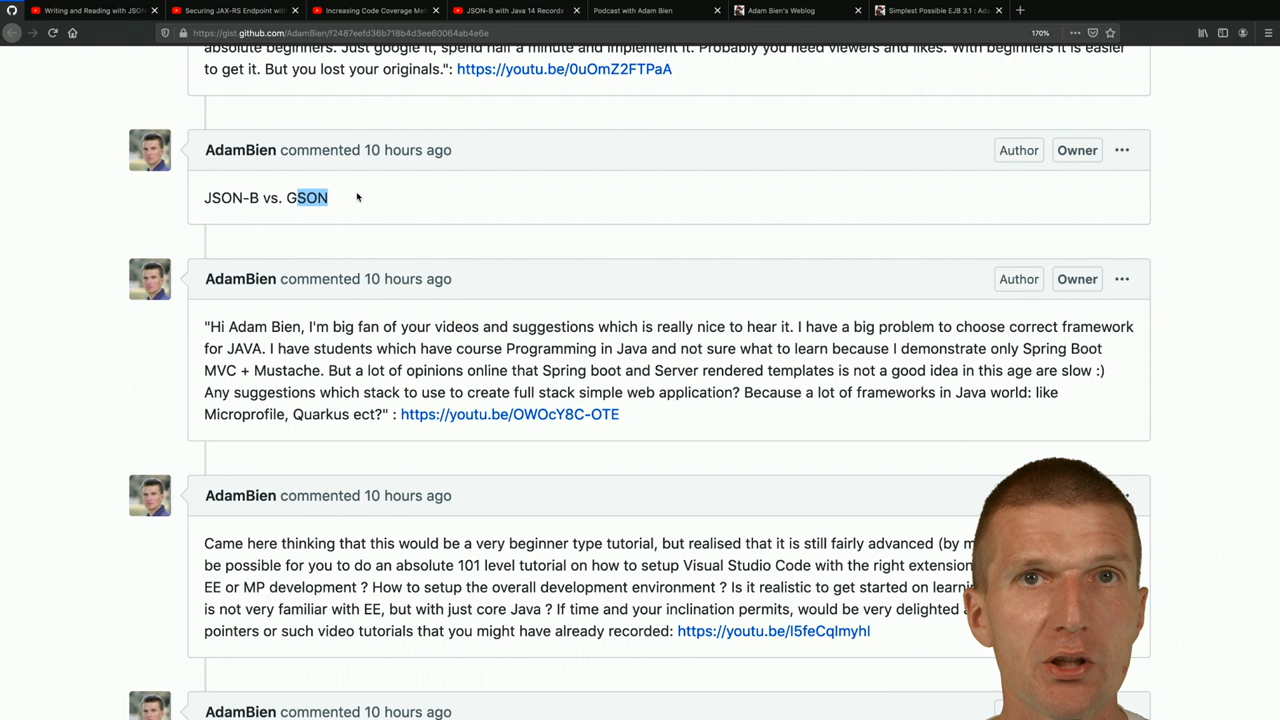 Writing and Reading with JSON
Securing JAX-RS Endpoint with
Increasing Code Coverage Met
JSON-B with Java 14 Records
Podcast with Adam Bien
Adam Bien's Weblog
Simplest Possible EJB 3.1 : Ada
https://gist.github.com/AdamBien/f2487eefd36b718b4d3ee60064ab4e6e
170%
absolute beginners. Just google it, spend half a minute and implement it. Probably you need viewers and likes. With beginners it is easier
to get it. But you lost your originals.": https://youtu.be/0uOmZ2FTPaA
AdamBien commented 10 hours ago
Author
Owner
JSON-B vs. GSON
AdamBien commented 10 hours ago
Author
Owner
"Hi Adam Bien, I'm big fan of your videos and suggestions which is really nice to hear it. I have a big problem to choose correct framework
for JAVA. I have students which have course Programming in Java and not sure what to learn because I demonstrate only Spring Boot
MVC + Mustache. But a lot of opinions online that Spring boot and Server rendered templates is not a good idea in this age are slow :)
Any suggestions which stack to use to create full stack simple web application? Because a lot of frameworks in Java world: like
Microprofile, Quarkus ect?" : https://youtu.be/OWOcY8C-OTE
AdamBien commented 10 hours ago
Came here thinking that this would be a very beginner type tutorial, but realised that it is still fairly advanced (by m
be possible for you to do an absolute 101 level tutorial on how to setup Visual Studio Code with the right extension
EE or MP development ? How to setup the overall development environment ? Is it realistic to get started on learni
is not very familiar with EE, but with just core Java ? If time and your inclination permits, would be very delighted
pointers or such video tutorials that you might have already recorded: https://youtu.be/I5feCqlmyhI
AdamBien commented 10 hours ago